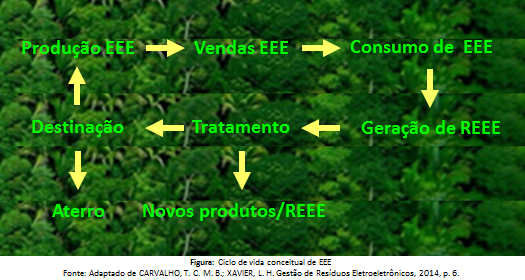 Produção EEE Vendas EEE Consumo de EEE
Destinação Tratamento Geração de REEE
Aterro Novos produtos/REEE
Figura: Ciclo de vida conceitual de EEE
Fonte: Adaptado de CARVALHO, T. C. M. B.; XAVIER, L. H. Gestão de Resíduos Eletroeletrônicos, 2014, p. 6.